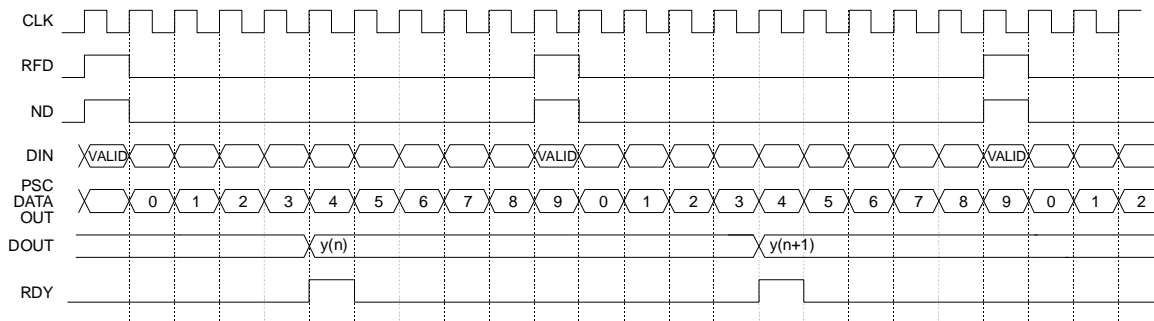 CLK
RFD
ND
DIN VALID VALID VALID
PSC
DATA
OUT
0 1 2 3 4 5 6 7 8 9 0 1 2 3 4 5 6 7 8 9 0 1 2
DOUT y(n) y(n+1)
RDY